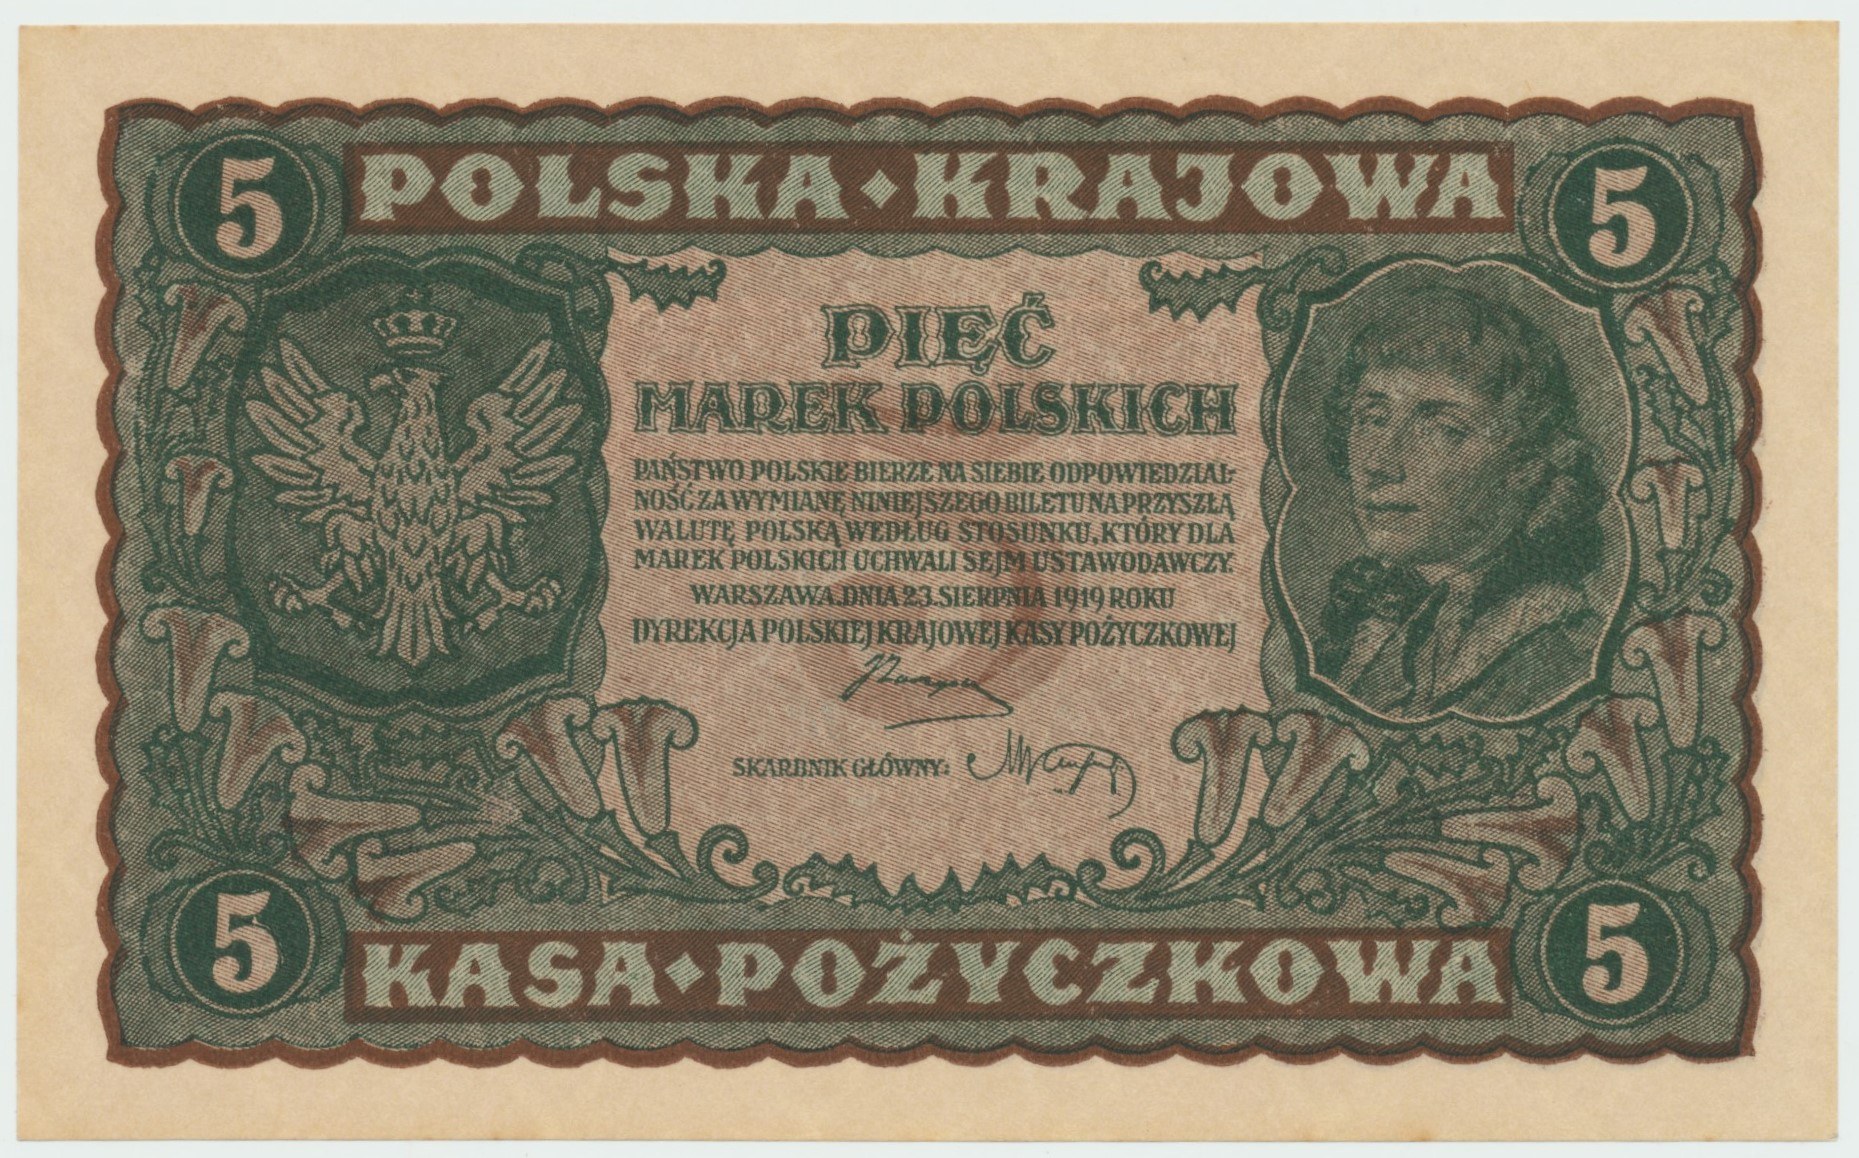 5 POLSKA · KRAJOWA 5
PIĘĆ
MAREK POLSKICH
PAŃSTWO POLSKIE BIERZE NA SIEBIE ODPOWIEDZIAL-
NOŚĆ ZA WYMIANĘ NINIEJSZEGO BILETU NA PRZYSZŁĄ
WALUTĘ POLSKĄ WEDŁUG STOSUNKU, KTÓRY DLA
MAREK POLSKICH UCHWALI SEJM USTAWODAWCZY.
WARSZAWA, DNIA 23. SIERPNIA 1919 ROKU
DYREKCJA POLSKIEJ KRAJOWEJ KASY POŻYCZKOWEJ
SKARBNIK GŁÓWNY:
5 KASA · POŻYCZKOWA 5
5